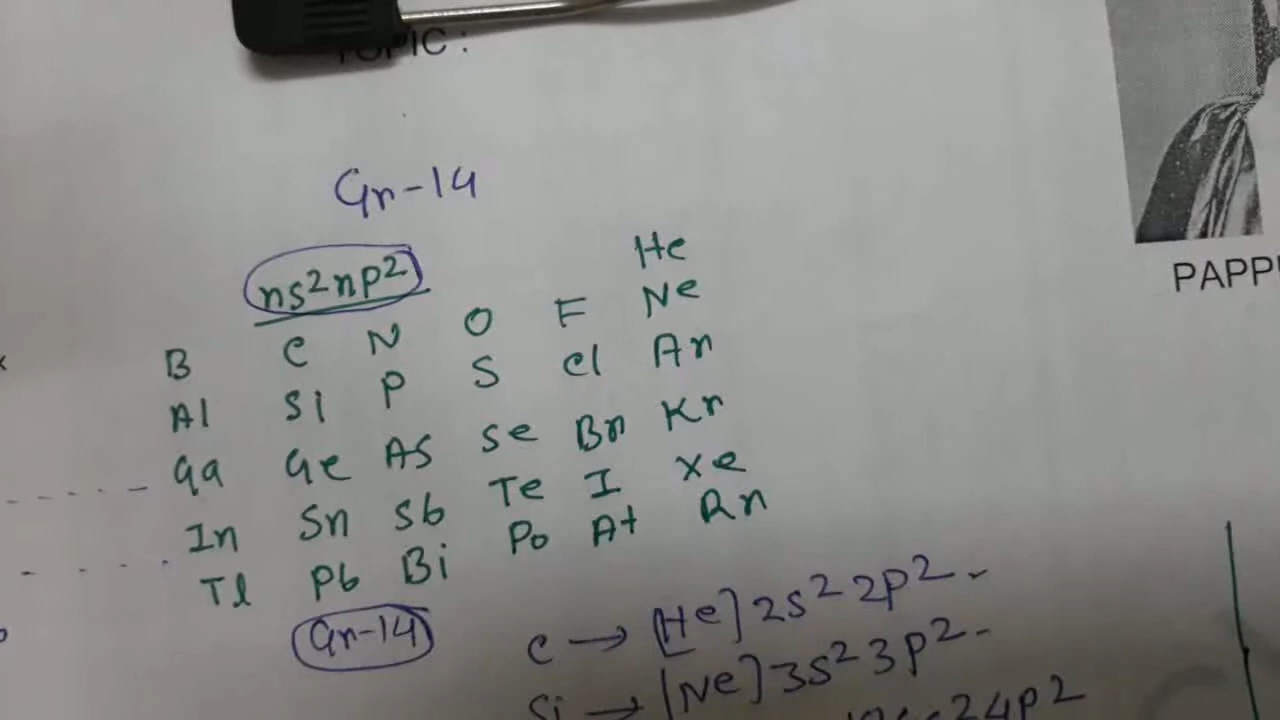 TOPIC :
Gr-14
ns²np²
He
B C N O F Ne
Al Si P S Cl Ar
Ga Ge As Se Br Kr
In Sn Sb Te I Xe
Tl Pb Bi Po At Rn
Gr-14
C → [He] 2s² 2p²
Si → [Ne] 3s² 3p²
4p²